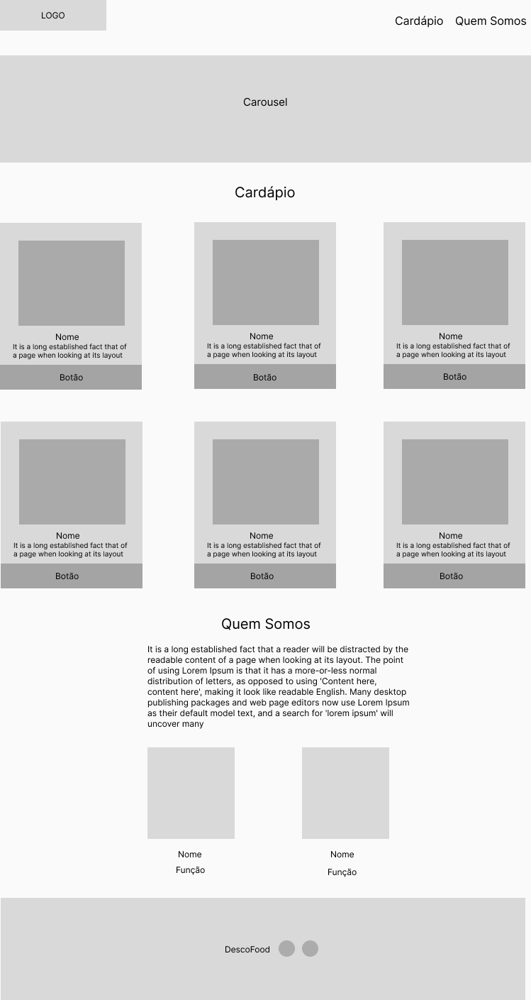 LOGO
Cardápio Quem Somos
Carousel
Cardápio
Nome
It is a long established fact that of
a page when looking at its layout
Botão
Nome
It is a long established fact that of
a page when looking at its layout
Botão
Nome
It is a long established fact that of
a page when looking at its layout
Botão
Nome
It is a long established fact that of
a page when looking at its layout
Botão
Nome
It is a long established fact that of
a page when looking at its layout
Botão
Nome
It is a long established fact that of
a page when looking at its layout
Botão
Quem Somos
It is a long established fact that a reader will be distracted by the
readable content of a page when looking at its layout. The point
of using Lorem Ipsum is that it has a more-or-less normal
distribution of letters, as opposed to using 'Content here,
content here', making it look like readable English. Many desktop
publishing packages and web page editors now use Lorem Ipsum
as their default model text, and a search for 'lorem ipsum' will
uncover many
Nome
Função
Nome
Função
DescoFood